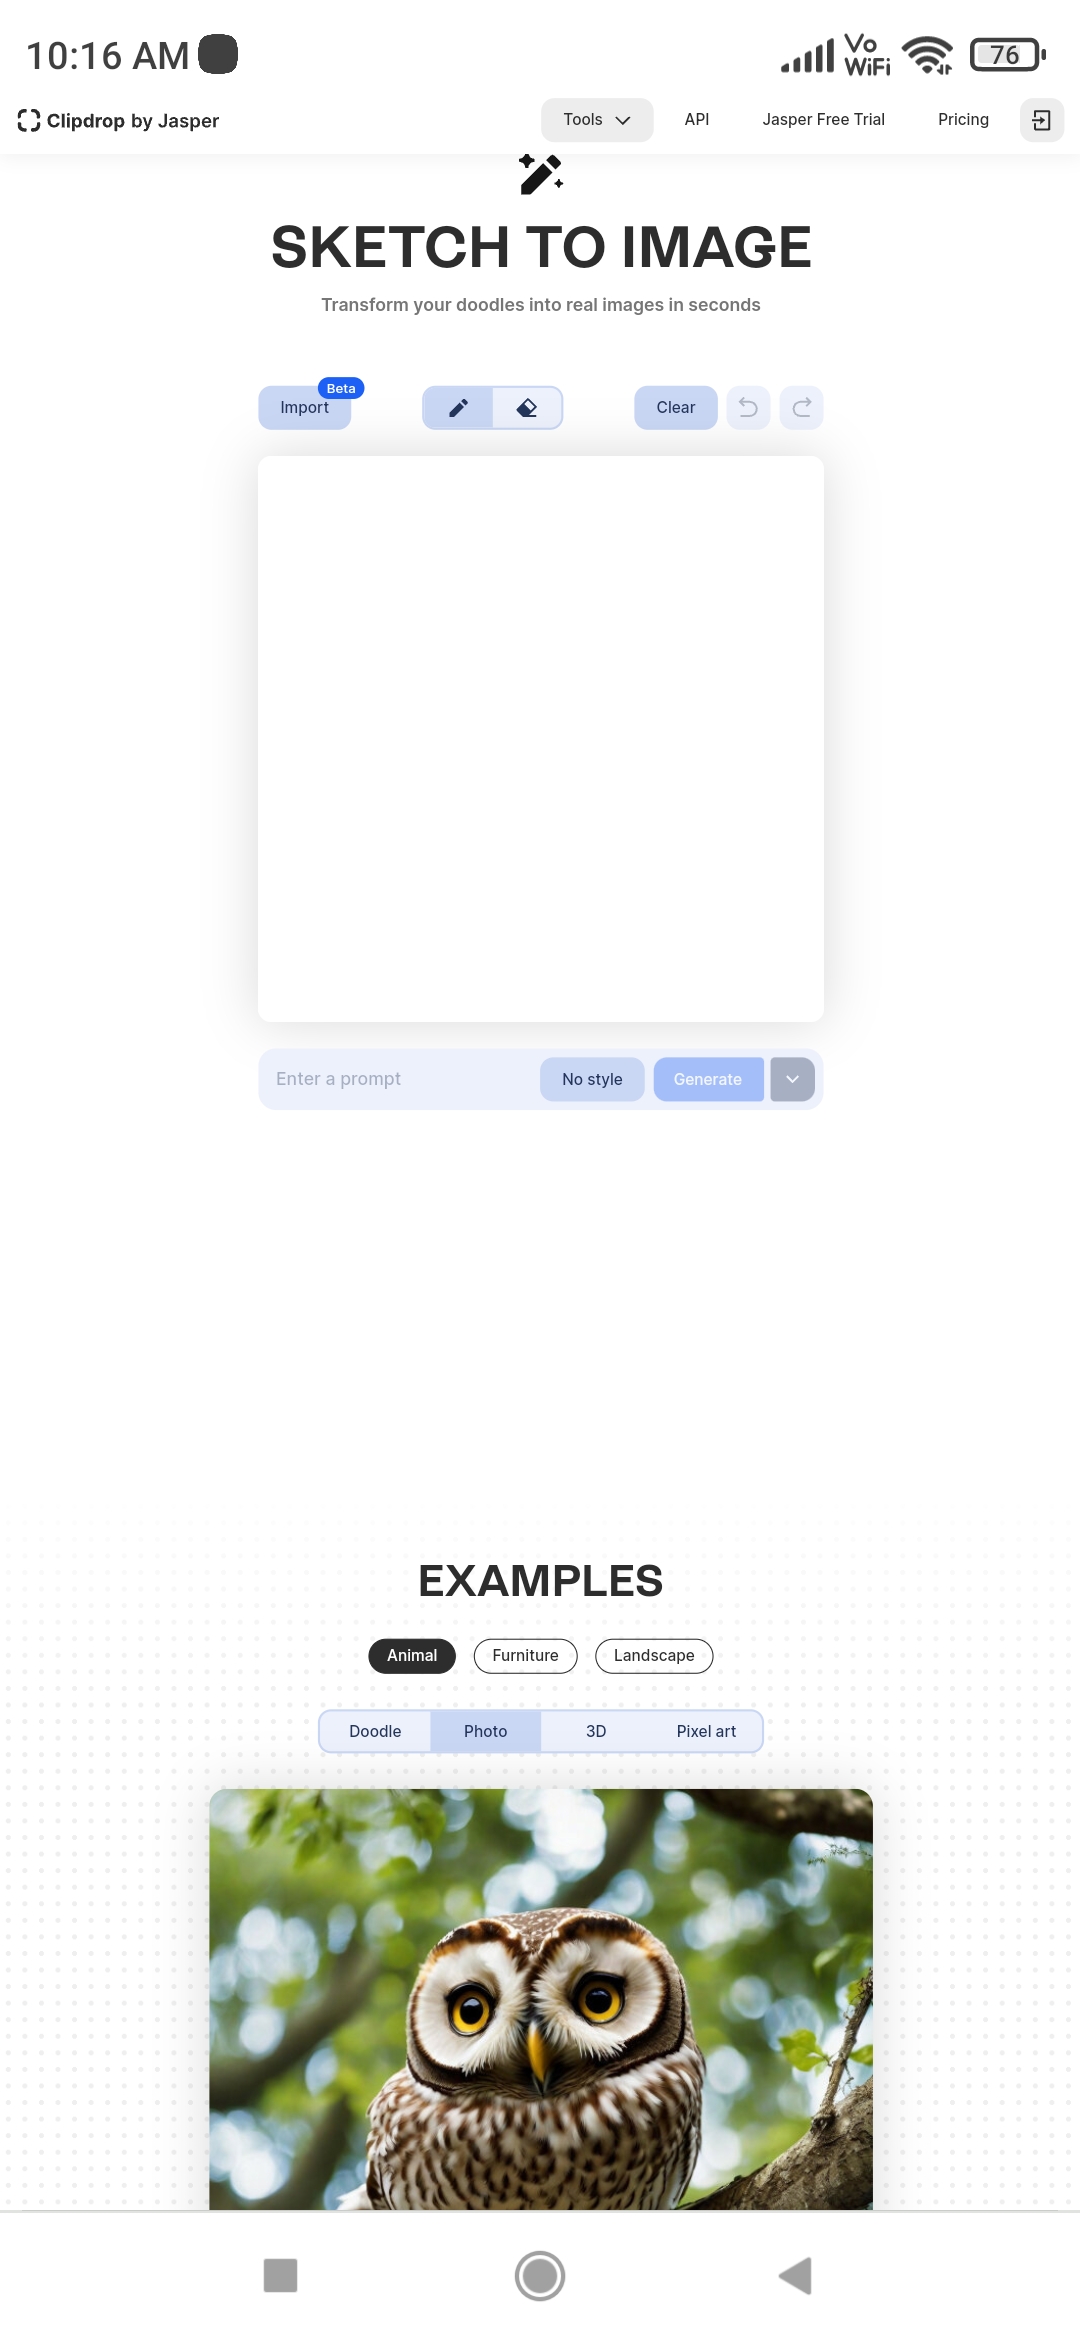 10:16 AM
Vo
WiFi
76
Clipdrop by Jasper
Tools
API
Jasper Free Trial
Pricing
SKETCH TO IMAGE
Transform your doodles into real images in seconds
Beta
Import
Clear
Enter a prompt
No style
Generate
EXAMPLES
Animal
Furniture
Landscape
Doodle
Photo
3D
Pixel art